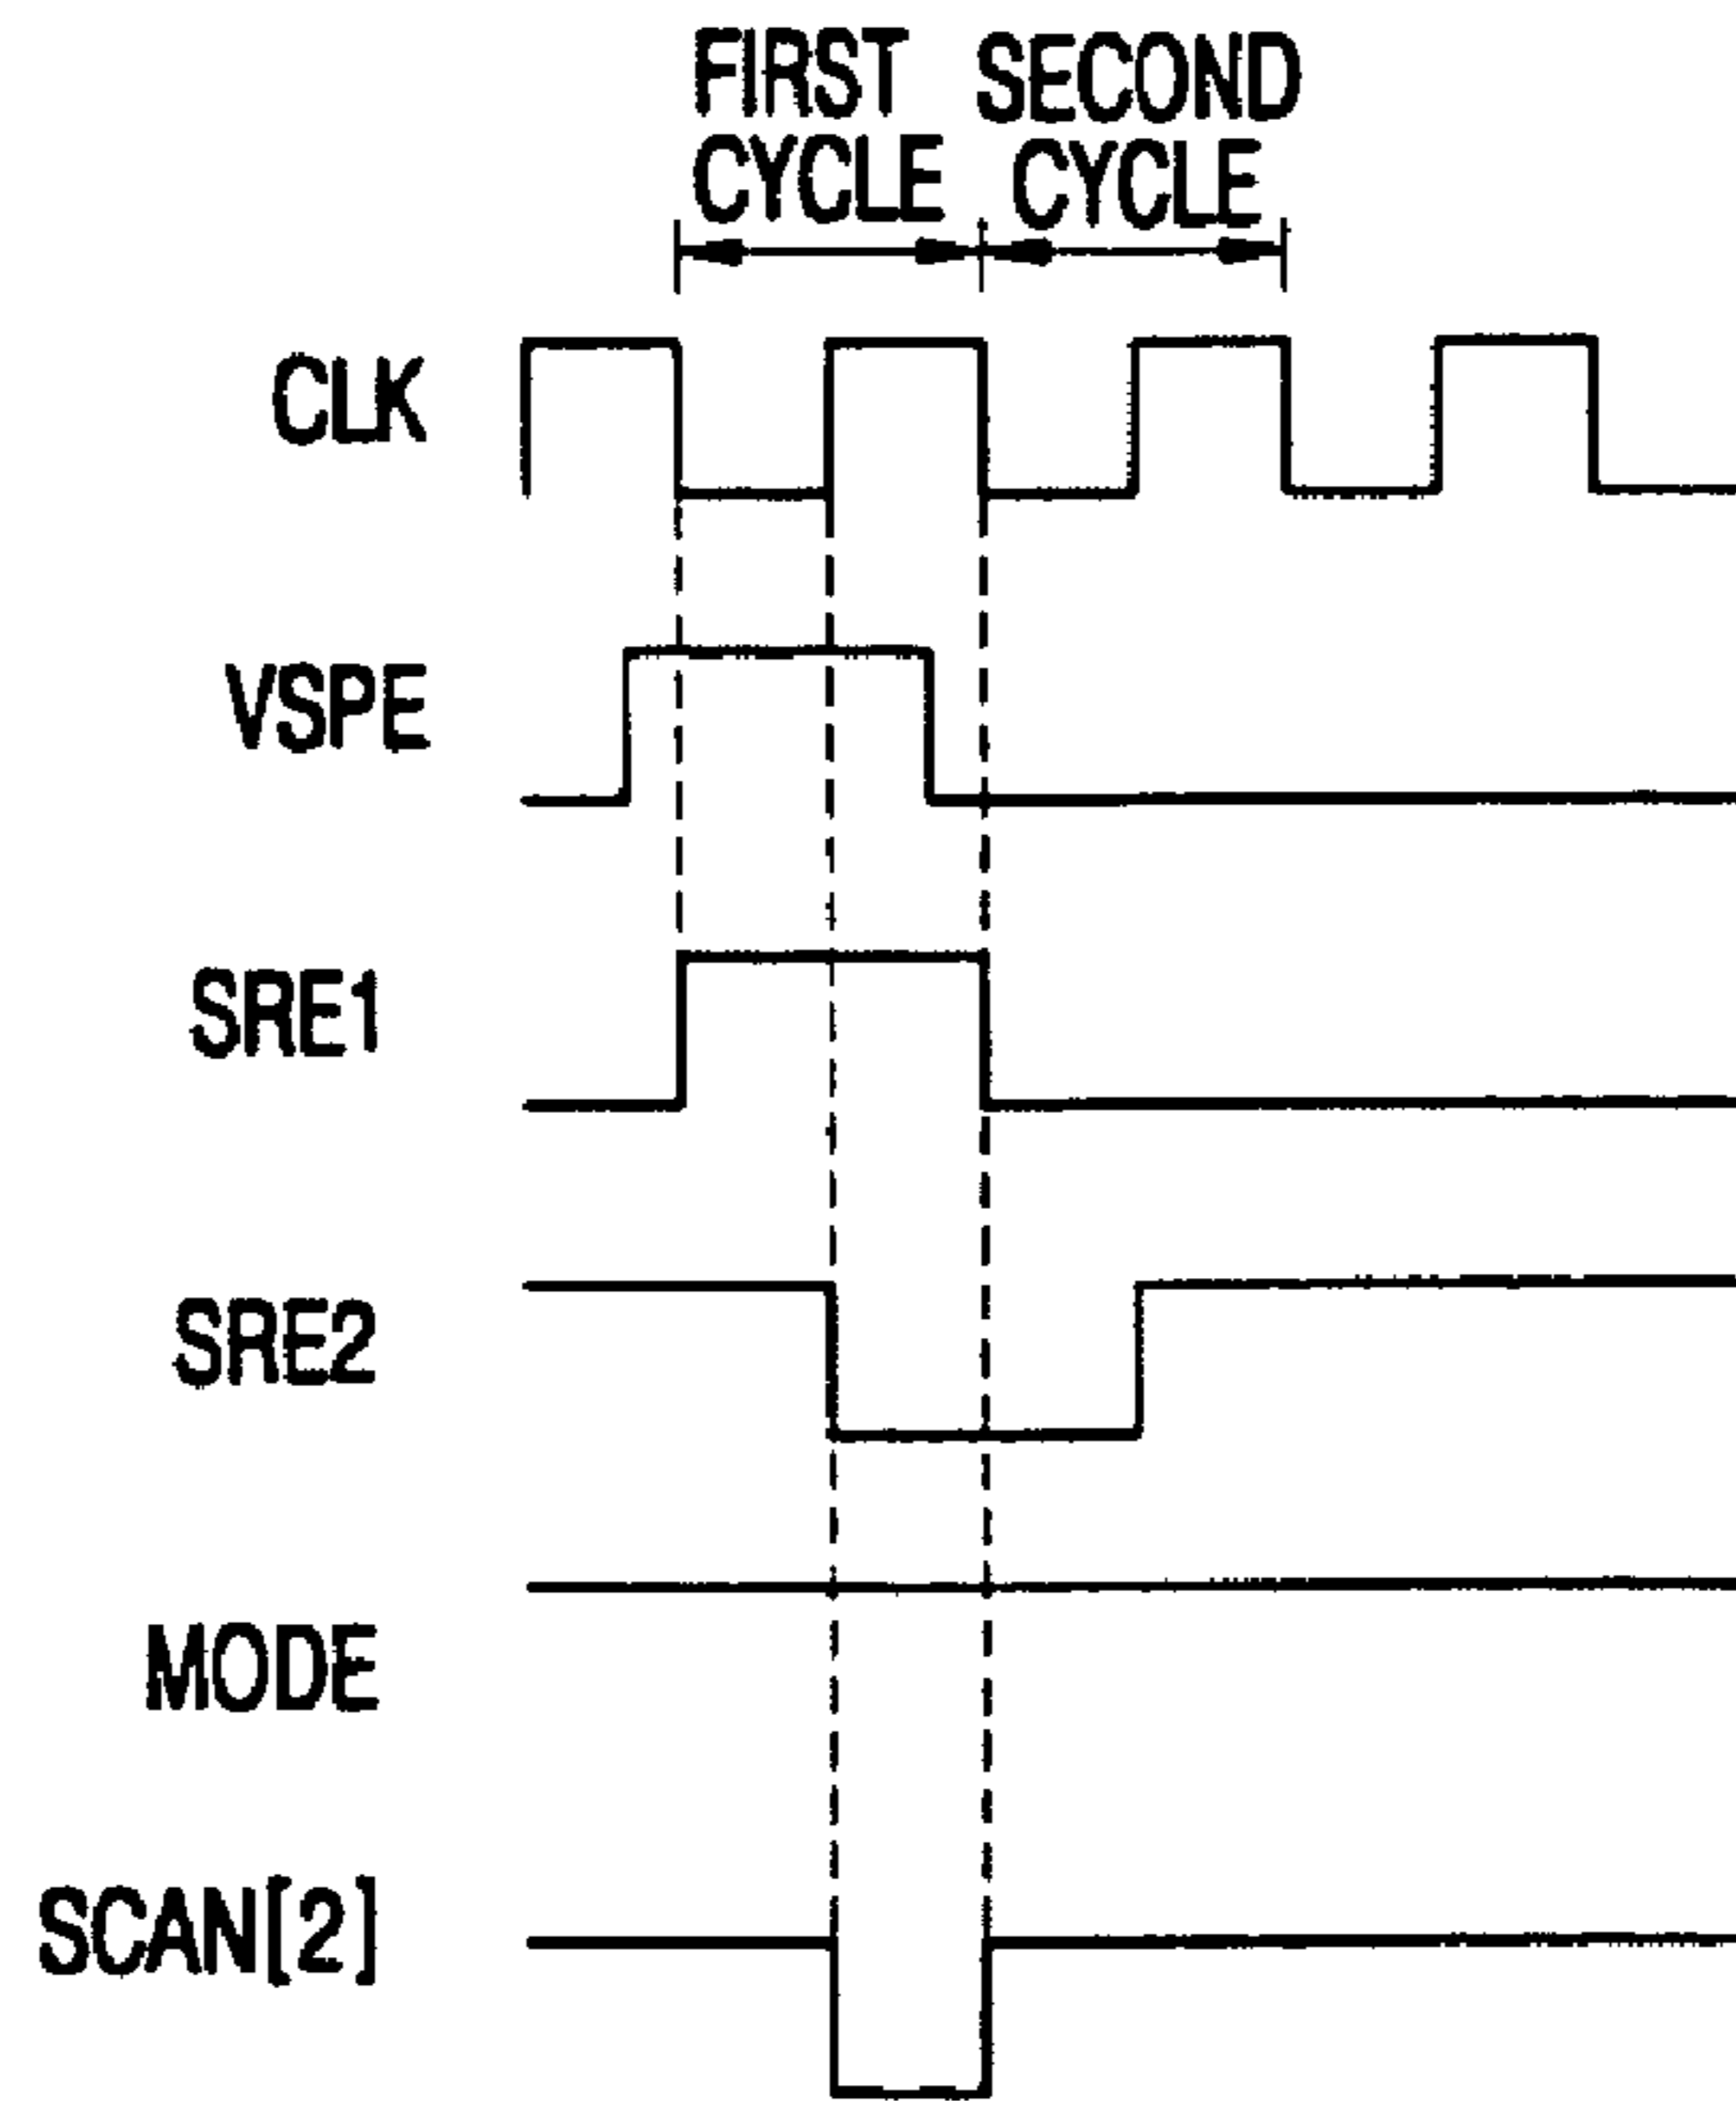 FIRST SECOND
CYCLE CYCLE
CLK
VSPE
SRE1
SRE2
MODE
SCAN[2]